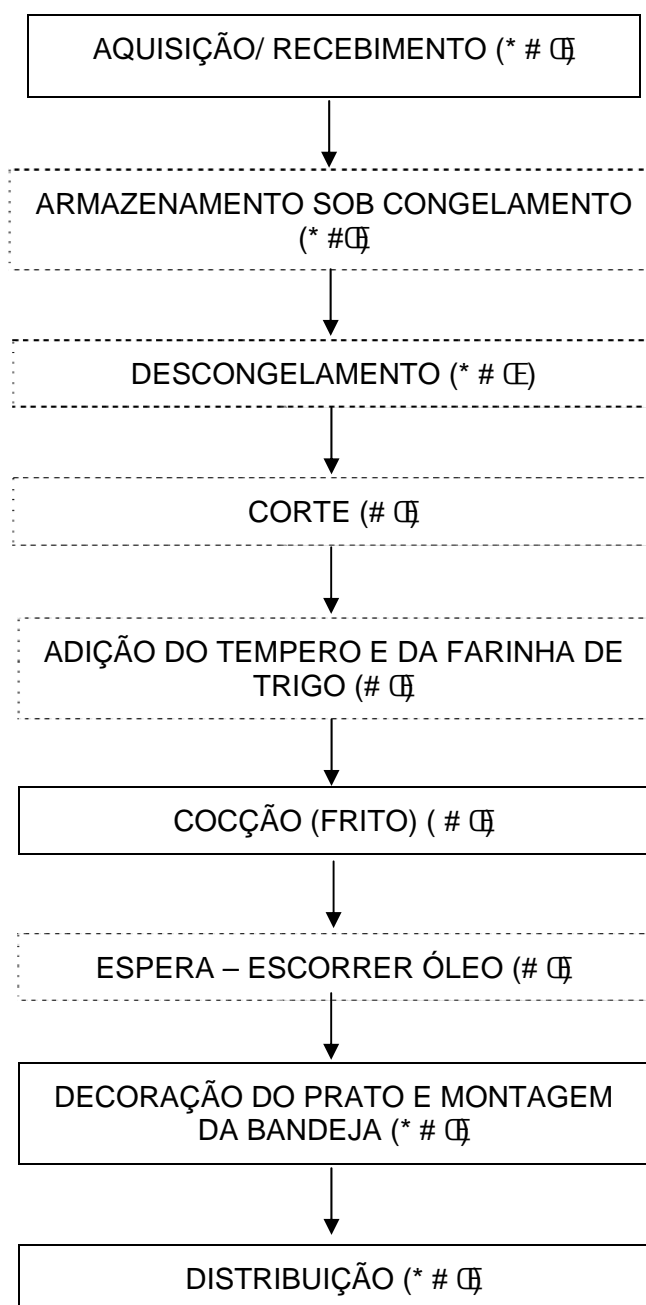 AQUISIÇÃO/ RECEBIMENTO (* # Œ)
ARMAZENAMENTO SOB CONGELAMENTO
(* #Œ)
DESCONGELAMENTO (* # Œ)
CORTE (# Œ)
ADIÇÃO DO TEMPERO E DA FARINHA DE
TRIGO (# Œ)
COCÇÃO (FRITO) ( # Œ)
ESPERA – ESCORRER ÓLEO (# Œ)
DECORAÇÃO DO PRATO E MONTAGEM
DA BANDEJA (* # Œ)
DISTRIBUIÇÃO (* # Œ)